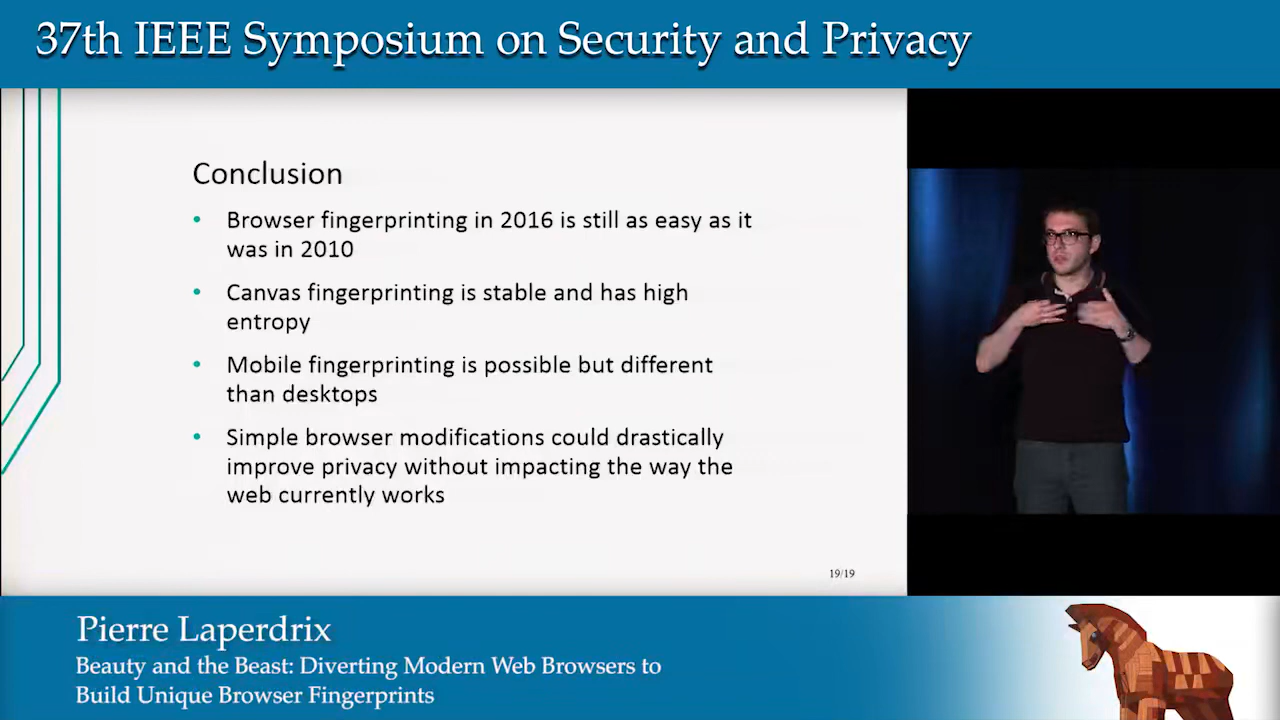 37th IEEE Symposium on Security and Privacy
Conclusion
• Browser fingerprinting in 2016 is still as easy as it
was in 2010
• Canvas fingerprinting is stable and has high
entropy
• Mobile fingerprinting is possible but different
than desktops
• Simple browser modifications could drastically
improve privacy without impacting the way the
web currently works
19/19
Pierre Laperdrix
Beauty and the Beast: Diverting Modern Web Browsers to
Build Unique Browser Fingerprints